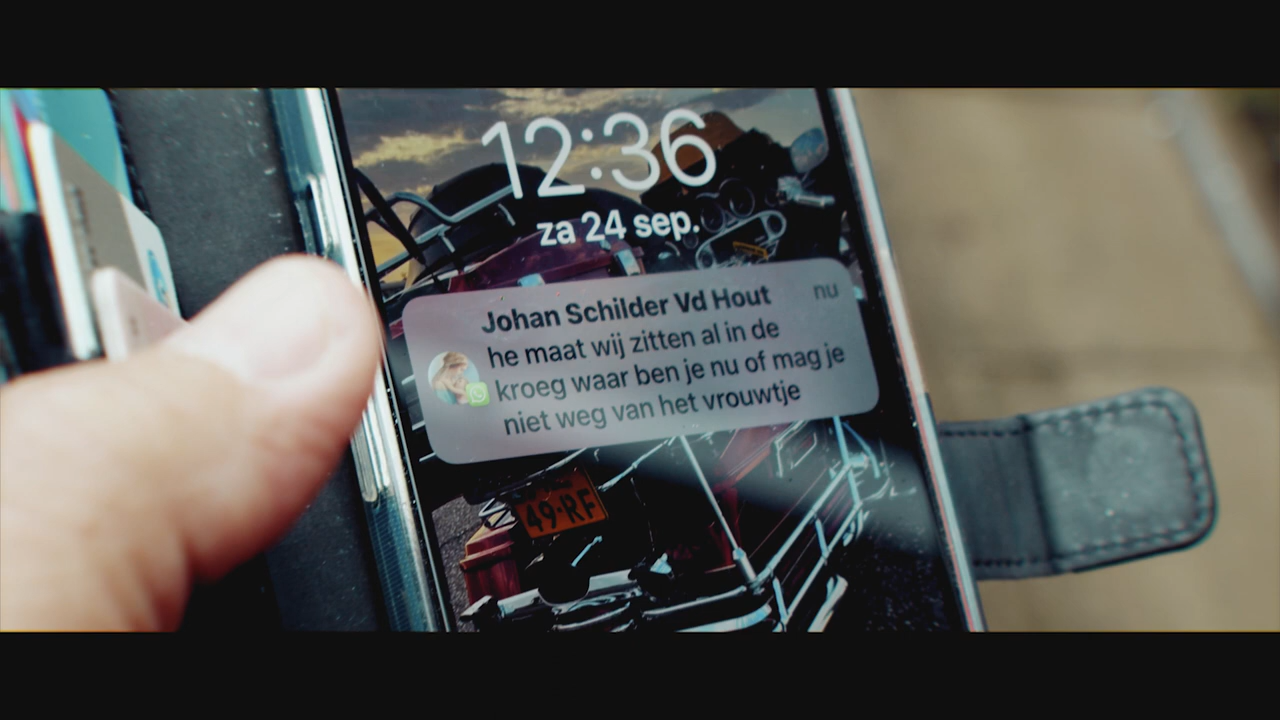 12:36
za 24 sep.
Johan Schilder Vd Hout nu
he maat wij zitten al in de
kroeg waar ben je nu of mag je
niet weg van het vrouwtje
49-RF